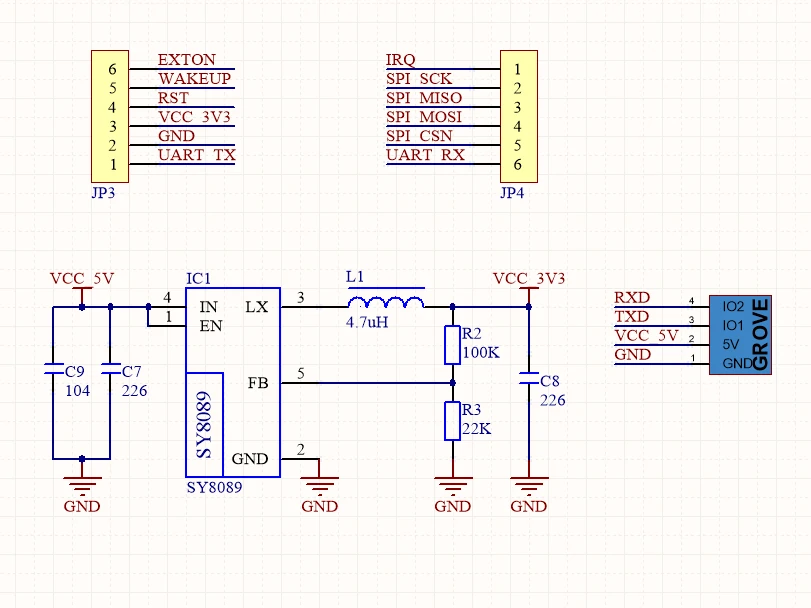 EXTON
6
WAKEUP
5
RST
4
VCC_3V3
3
GND
2
UART_TX
1
JP3
IRQ
1
SPI_SCK
2
SPI_MISO
3
SPI_MOSI
4
SPI_CSN
5
UART_RX
6
JP4
VCC_5V
IC1
4
IN
1
EN
LX
3
FB
5
GND
2
SY8089
SY8089
C9
104
C7
226
GND
GND
L1
4.7uH
VCC_3V3
R2
100K
R3
22K
C8
226
GND
GND
RXD
4
IO2
TXD
3
IO1
VCC_5V
2
5V
GND
1
GND
GROVE